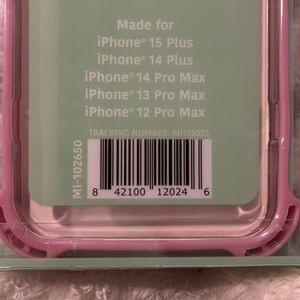 Made for
iPhone® 15 Plus
iPhone® 14 Plus
iPhone® 14 Pro Max
iPhone® 13 Pro Max
iPhone® 12 Pro Max
TRACKING NUMBER: MI123023
MI-102650
8 42100 12024 6